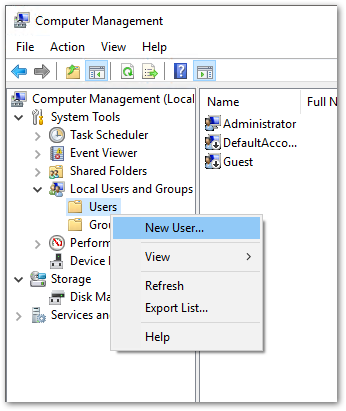 Computer Management
File Action View Help
Computer Management (Local
System Tools
Task Scheduler
Event Viewer
Shared Folders
Local Users and Groups
Users
Grou
Perform
Device
Storage
Disk Ma
Services an
Name Full N
Administrator
DefaultAcco...
Guest
New User...
View
Refresh
Export List...
Help